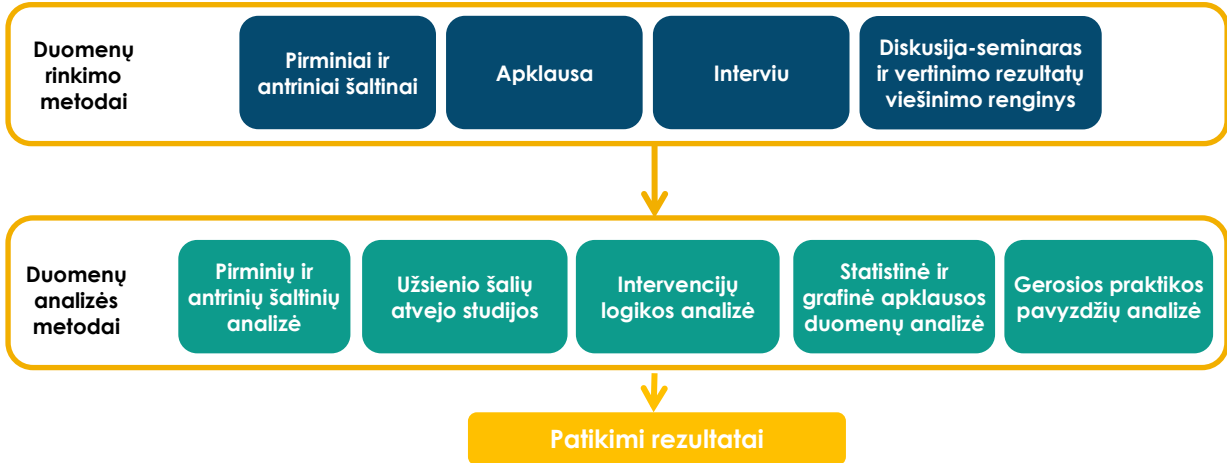 Duomenų
rinkimo
metodai
Pirminiai ir
antriniai šaltinai
Apklausa
Interviu
Diskusija-seminaras
ir vertinimo rezultatų
viešinimo renginys
Duomenų
analizės
metodai
Pirminių ir
antrinių šaltinių
analizė
Užsienio šalių
atvejo studijos
Intervencijų
logikos analizė
Statistinė ir
grafinė apklausos
duomenų analizė
Gerosios praktikos
pavyzdžių analizė
Patikimi rezultatai